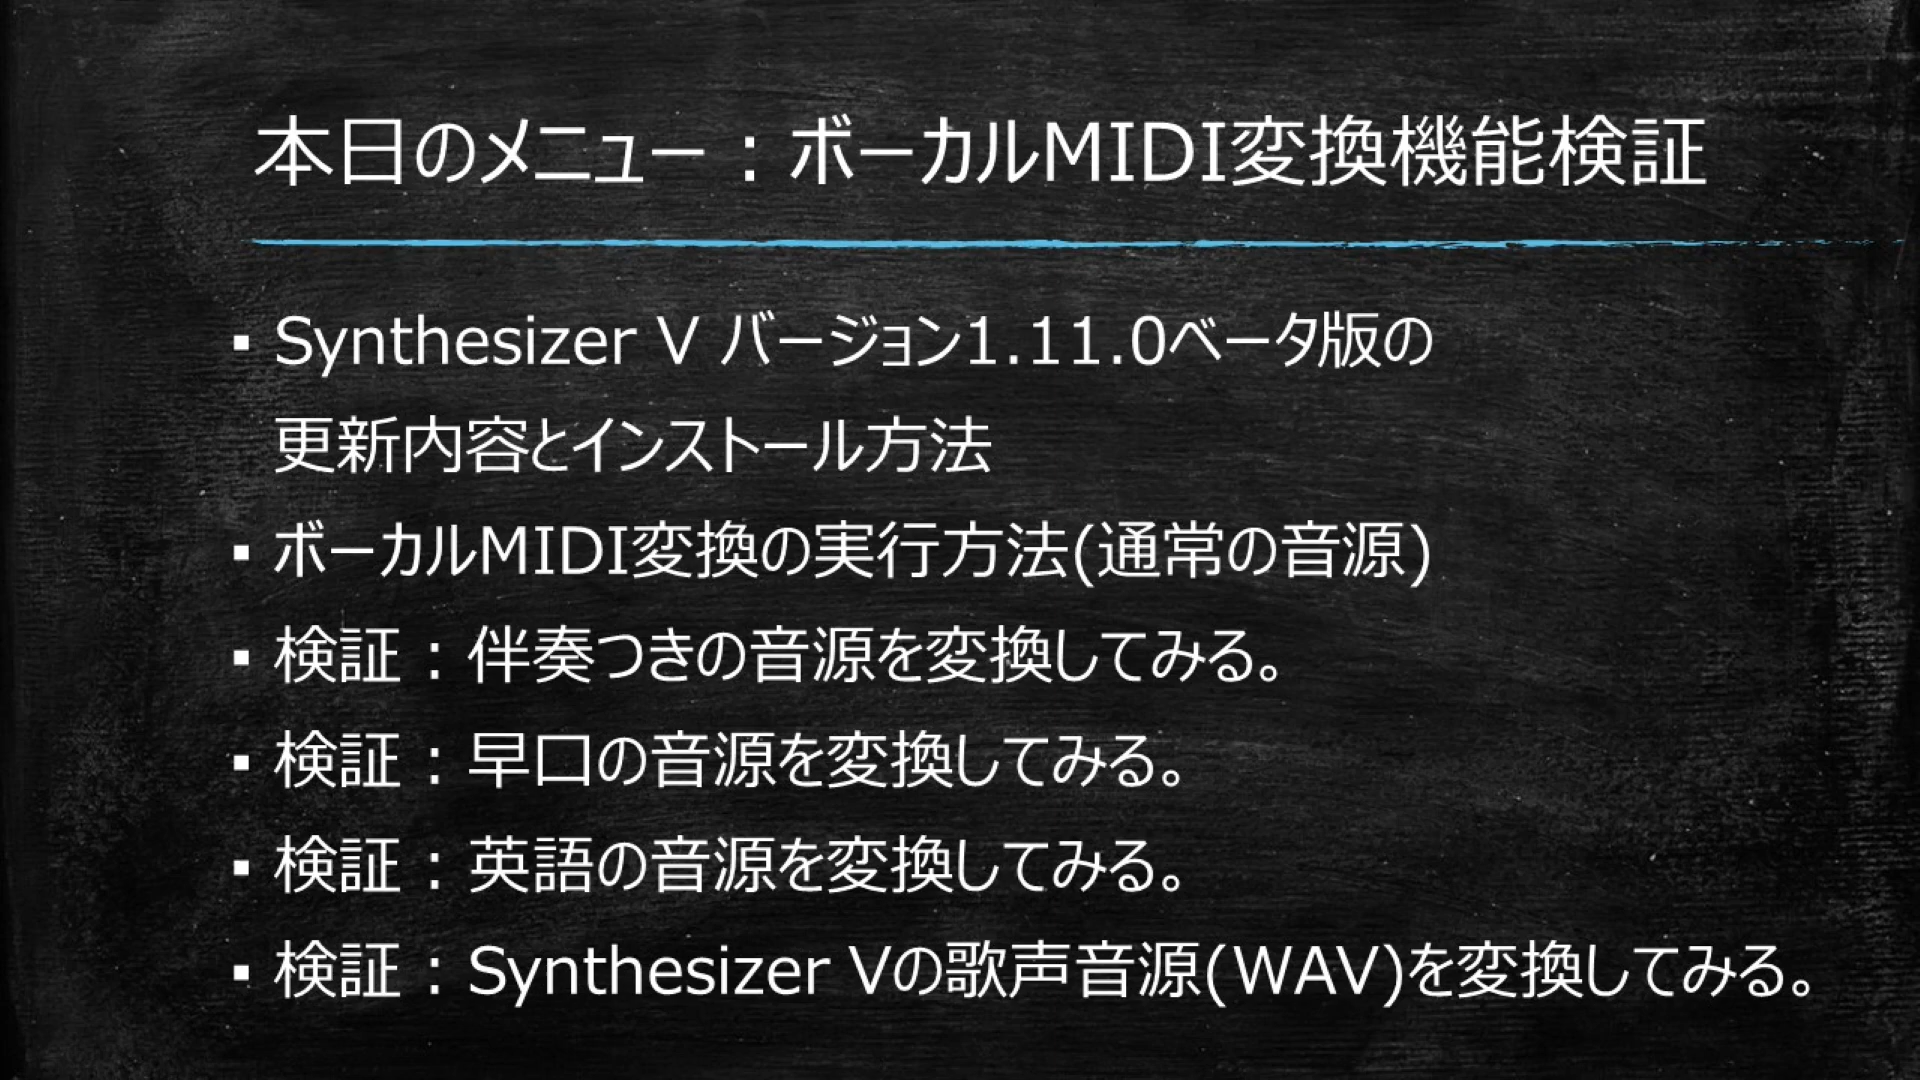 本日のメニュー：ボーカルMIDI変換機能検証
▪ Synthesizer V バージョン1.11.0ベータ版の
更新内容とインストール方法
▪ ボーカルMIDI変換の実行方法(通常の音源)
▪ 検証：伴奏つきの音源を変換してみる。
▪ 検証：早口の音源を変換してみる。
▪ 検証：英語の音源を変換してみる。
▪ 検証：Synthesizer Vの歌声音源(WAV)を変換してみる。